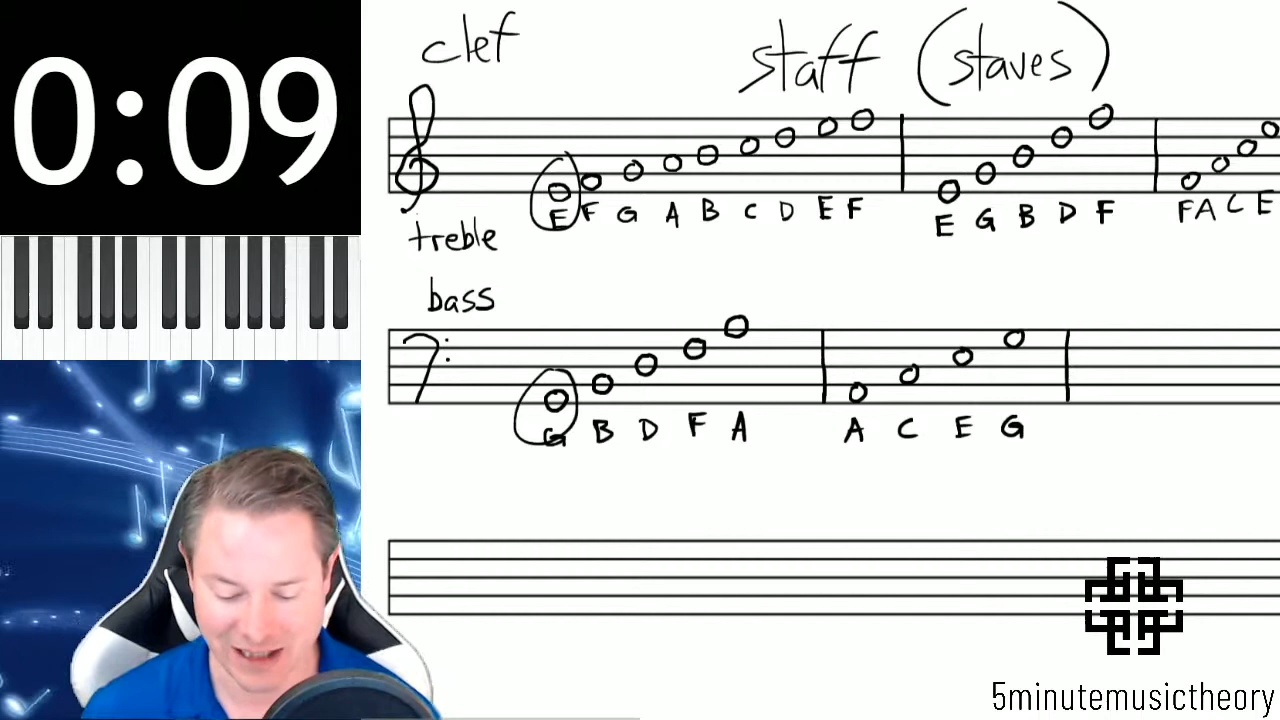 0:09
clef
staff (staves)
E F G A B C D E F
E G B D F
F A C E
treble
bass
G B D F A
A C E G
5minutemusictheory